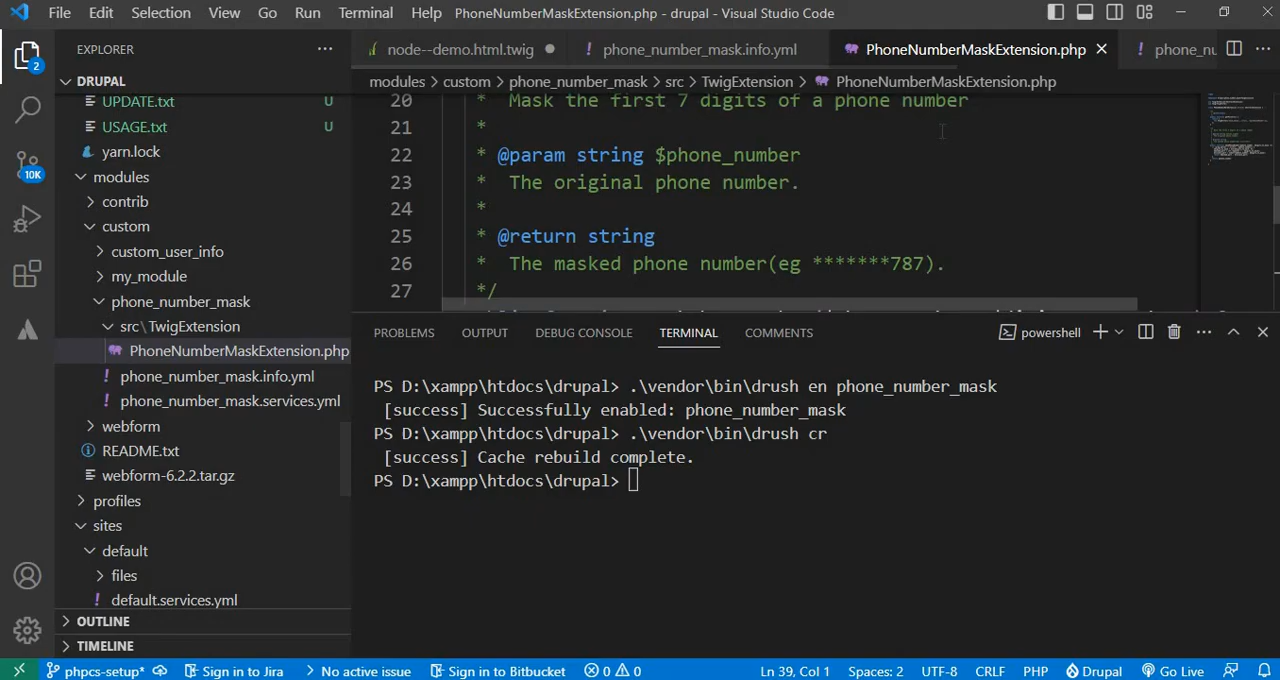 File Edit Selection View Go Run Terminal Help PhoneNumberMaskExtension.php - drupal - Visual Studio Code
EXPLORER
node--demo.html.twig phone_number_mask.info.yml PhoneNumberMaskExtension.php phone_nu
DRUPAL
modules > custom > phone_number_mask > src > TwigExtension > PhoneNumberMaskExtension.php
UPDATE.txt U
USAGE.txt U
yarn.lock
modules
contrib
custom
custom_user_info
my_module
phone_number_mask
src\TwigExtension
PhoneNumberMaskExtension.php
phone_number_mask.info.yml
phone_number_mask.services.yml
webform
README.txt
webform-6.2.2.tar.gz
profiles
sites
default
files
default.services.yml
OUTLINE
TIMELINE
2
10K
20 * Mask the first 7 digits of a phone number
21 *
22 * @param string $phone_number
23 * The original phone number.
24 *
25 * @return string
26 * The masked phone number(eg *******787).
27 */
PROBLEMS OUTPUT DEBUG CONSOLE TERMINAL COMMENTS powershell
PS D:\xampp\htdocs\drupal> .\vendor\bin\drush en phone_number_mask
[success] Successfully enabled: phone_number_mask
PS D:\xampp\htdocs\drupal> .\vendor\bin\drush cr
[success] Cache rebuild complete.
PS D:\xampp\htdocs\drupal>
phpcs-setup* Sign in to Jira No active issue Sign in to Bitbucket 0 0 Ln 39, Col 1 Spaces: 2 UTF-8 CRLF PHP Drupal Go Live